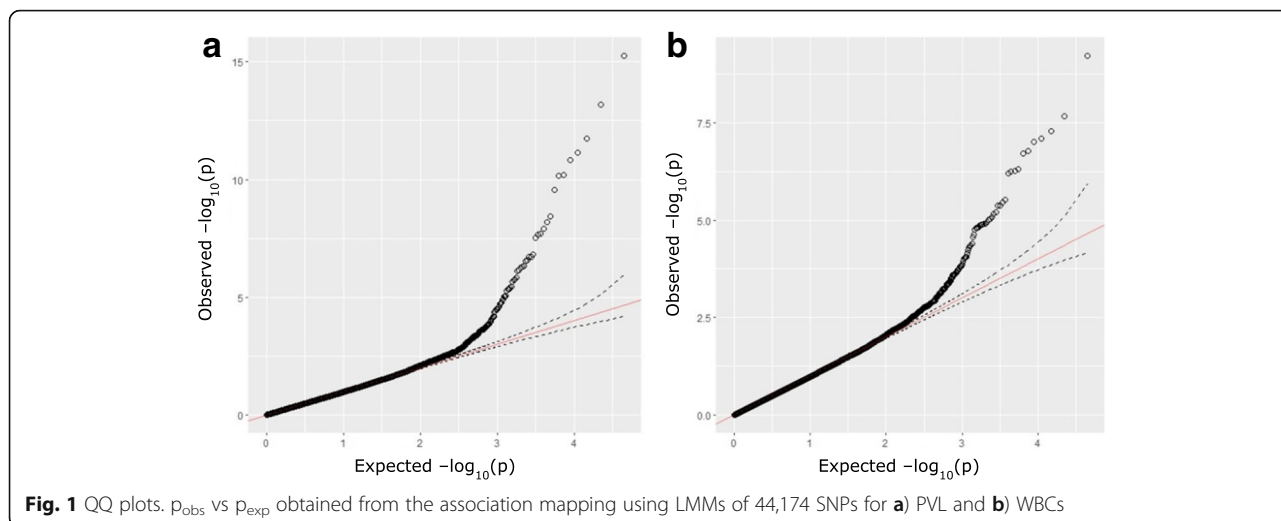 a
b
15
10
5
0
Observed –log10(p)
0
1
2
3
4
Expected –log10(p)
7.5
5.0
2.5
0.0
Observed –log10(p)
0
1
2
3
4
Expected –log10(p)
Fig. 1 QQ plots. pobs vs pexp obtained from the association mapping using LMMs of 44,174 SNPs for a) PVL and b) WBCs